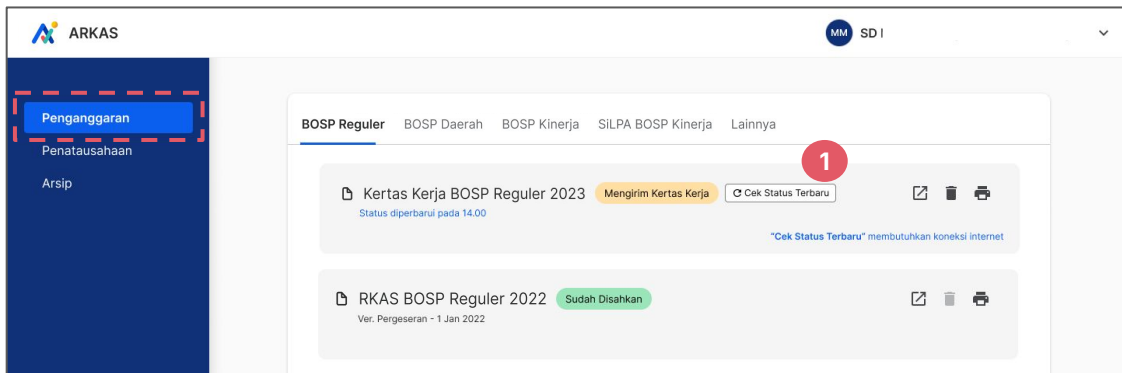 ARKAS
MM SD
Penganggaran
Penatausahaan
Arsip
BOSP Reguler BOSP Daerah BOSP Kinerja SiLPA BOSP Kinerja Lainnya
1
Kertas Kerja BOSP Reguler 2023 Mengirim Kertas Kerja Cek Status Terbaru
Status diperbarui pada 14.00
"Cek Status Terbaru" membutuhkan koneksi internet
RKAS BOSP Reguler 2022 Sudah Disahkan
Ver. Pergeseran - 1 Jan 2022